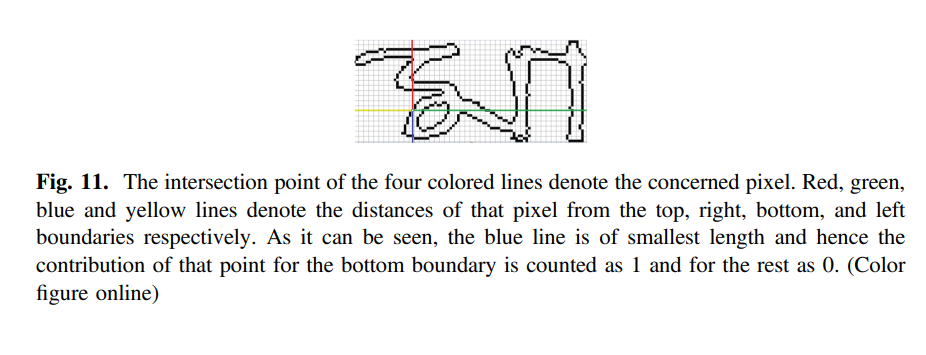 Fig. 11. The intersection point of the four colored lines denote the concerned pixel. Red, green,
blue and yellow lines denote the distances of that pixel from the top, right, bottom, and left
boundaries respectively. As it can be seen, the blue line is of smallest length and hence the
contribution of that point for the bottom boundary is counted as 1 and for the rest as 0. (Color
figure online)